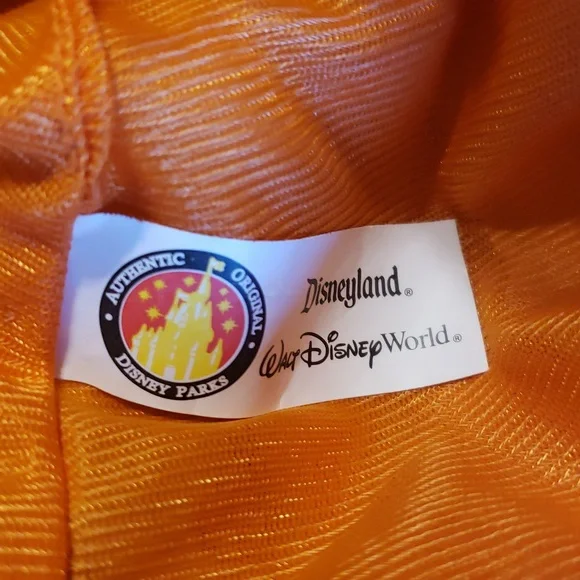 • AUTHENTIC ORIGINAL •
DISNEY PARKS
Disneyland®
Walt Disney World®